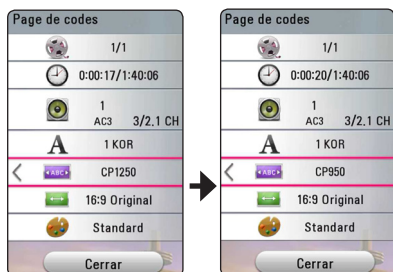 Page de codes
1/1
0:00:17/1:40:06
1
AC3 3/2.1 CH
A 1 KOR
ABC CP1250
16:9 Original
Standard
Cerrar
Page de codes
1/1
0:00:20/1:40:06
1
AC3 3/2.1 CH
A 1 KOR
ABC CP950
16:9 Original
Standard
Cerrar